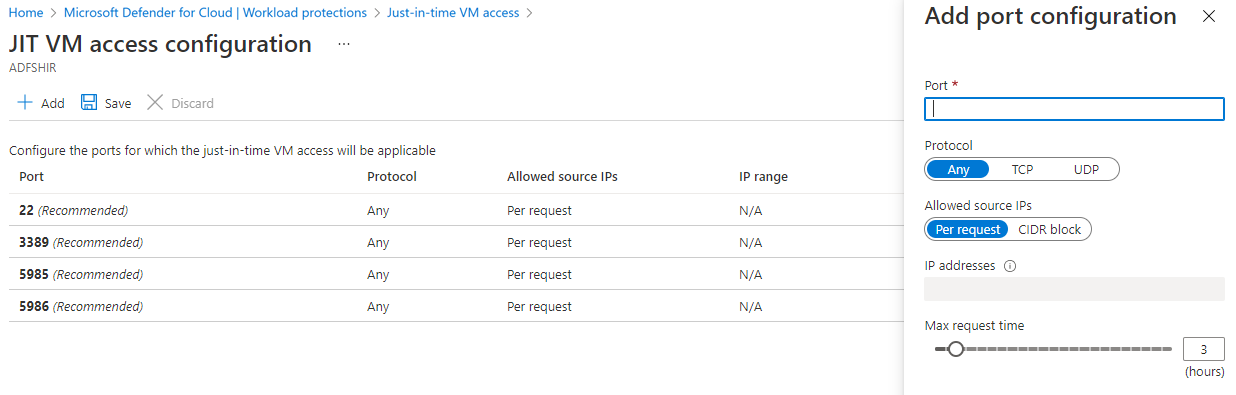 Home > Microsoft Defender for Cloud | Workload protections > Just-in-time VM access >
JIT VM access configuration ...
ADFSHIR
Add Save Discard
Configure the ports for which the just-in-time VM access will be applicable
Port Protocol Allowed source IPs IP range
22 (Recommended) Any Per request N/A
3389 (Recommended) Any Per request N/A
5985 (Recommended) Any Per request N/A
5986 (Recommended) Any Per request N/A
Add port configuration
Port *
Protocol
Any TCP UDP
Allowed source IPs
Per request CIDR block
IP addresses
Max request time
3
(hours)